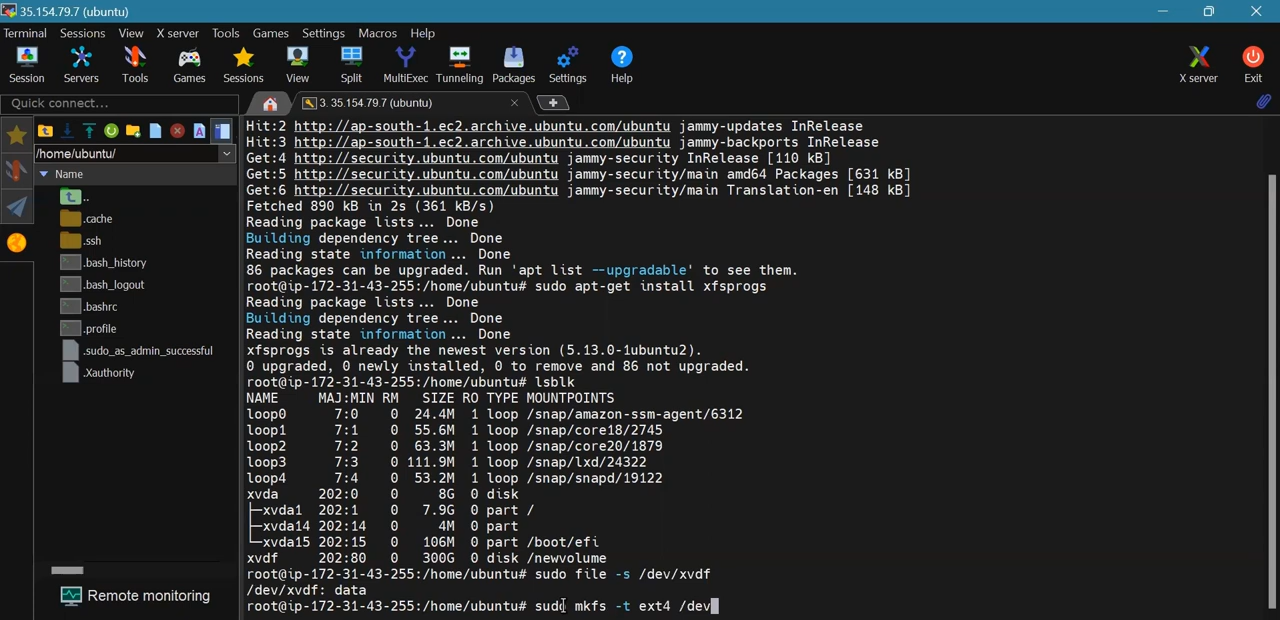 35.154.79.7 (ubuntu)
Terminal Sessions View X server Tools Games Settings Macros Help
Session Servers Tools Games Sessions View Split MultiExec Tunneling Packages Settings Help X server Exit
Quick connect...
3. 35.154.79.7 (ubuntu)
/home/ubuntu/
Name
..
.cache
.ssh
.bash_history
.bash_logout
.bashrc
.profile
.sudo_as_admin_successful
.Xauthority
Remote monitoring
Hit:2 http://ap-south-1.ec2.archive.ubuntu.com/ubuntu jammy-updates InRelease
Hit:3 http://ap-south-1.ec2.archive.ubuntu.com/ubuntu jammy-backports InRelease
Get:4 http://security.ubuntu.com/ubuntu jammy-security InRelease [110 kB]
Get:5 http://security.ubuntu.com/ubuntu jammy-security/main amd64 Packages [631 kB]
Get:6 http://security.ubuntu.com/ubuntu jammy-security/main Translation-en [148 kB]
Fetched 890 kB in 2s (361 kB/s)
Reading package lists... Done
Building dependency tree... Done
Reading state information... Done
86 packages can be upgraded. Run 'apt list --upgradable' to see them.
root@ip-172-31-43-255:/home/ubuntu# sudo apt-get install xfsprogs
Reading package lists... Done
Building dependency tree... Done
Reading state information... Done
xfsprogs is already the newest version (5.13.0-1ubuntu2).
0 upgraded, 0 newly installed, 0 to remove and 86 not upgraded.
root@ip-172-31-43-255:/home/ubuntu# lsblk
NAME MAJ:MIN RM SIZE RO TYPE MOUNTPOINTS
loop0 7:0 0 24.4M 1 loop /snap/amazon-ssm-agent/6312
loop1 7:1 0 55.6M 1 loop /snap/core18/2745
loop2 7:2 0 63.3M 1 loop /snap/core20/1879
loop3 7:3 0 111.9M 1 loop /snap/lxd/24322
loop4 7:4 0 53.2M 1 loop /snap/snapd/19122
xvda 202:0 0 8G 0 disk
├─xvda1 202:1 0 7.9G 0 part /
├─xvda14 202:14 0 4M 0 part
└─xvda15 202:15 0 106M 0 part /boot/efi
xvdf 202:80 0 300G 0 disk /newvolume
root@ip-172-31-43-255:/home/ubuntu# sudo file -s /dev/xvdf
/dev/xvdf: data
root@ip-172-31-43-255:/home/ubuntu# sudo mkfs -t ext4 /dev